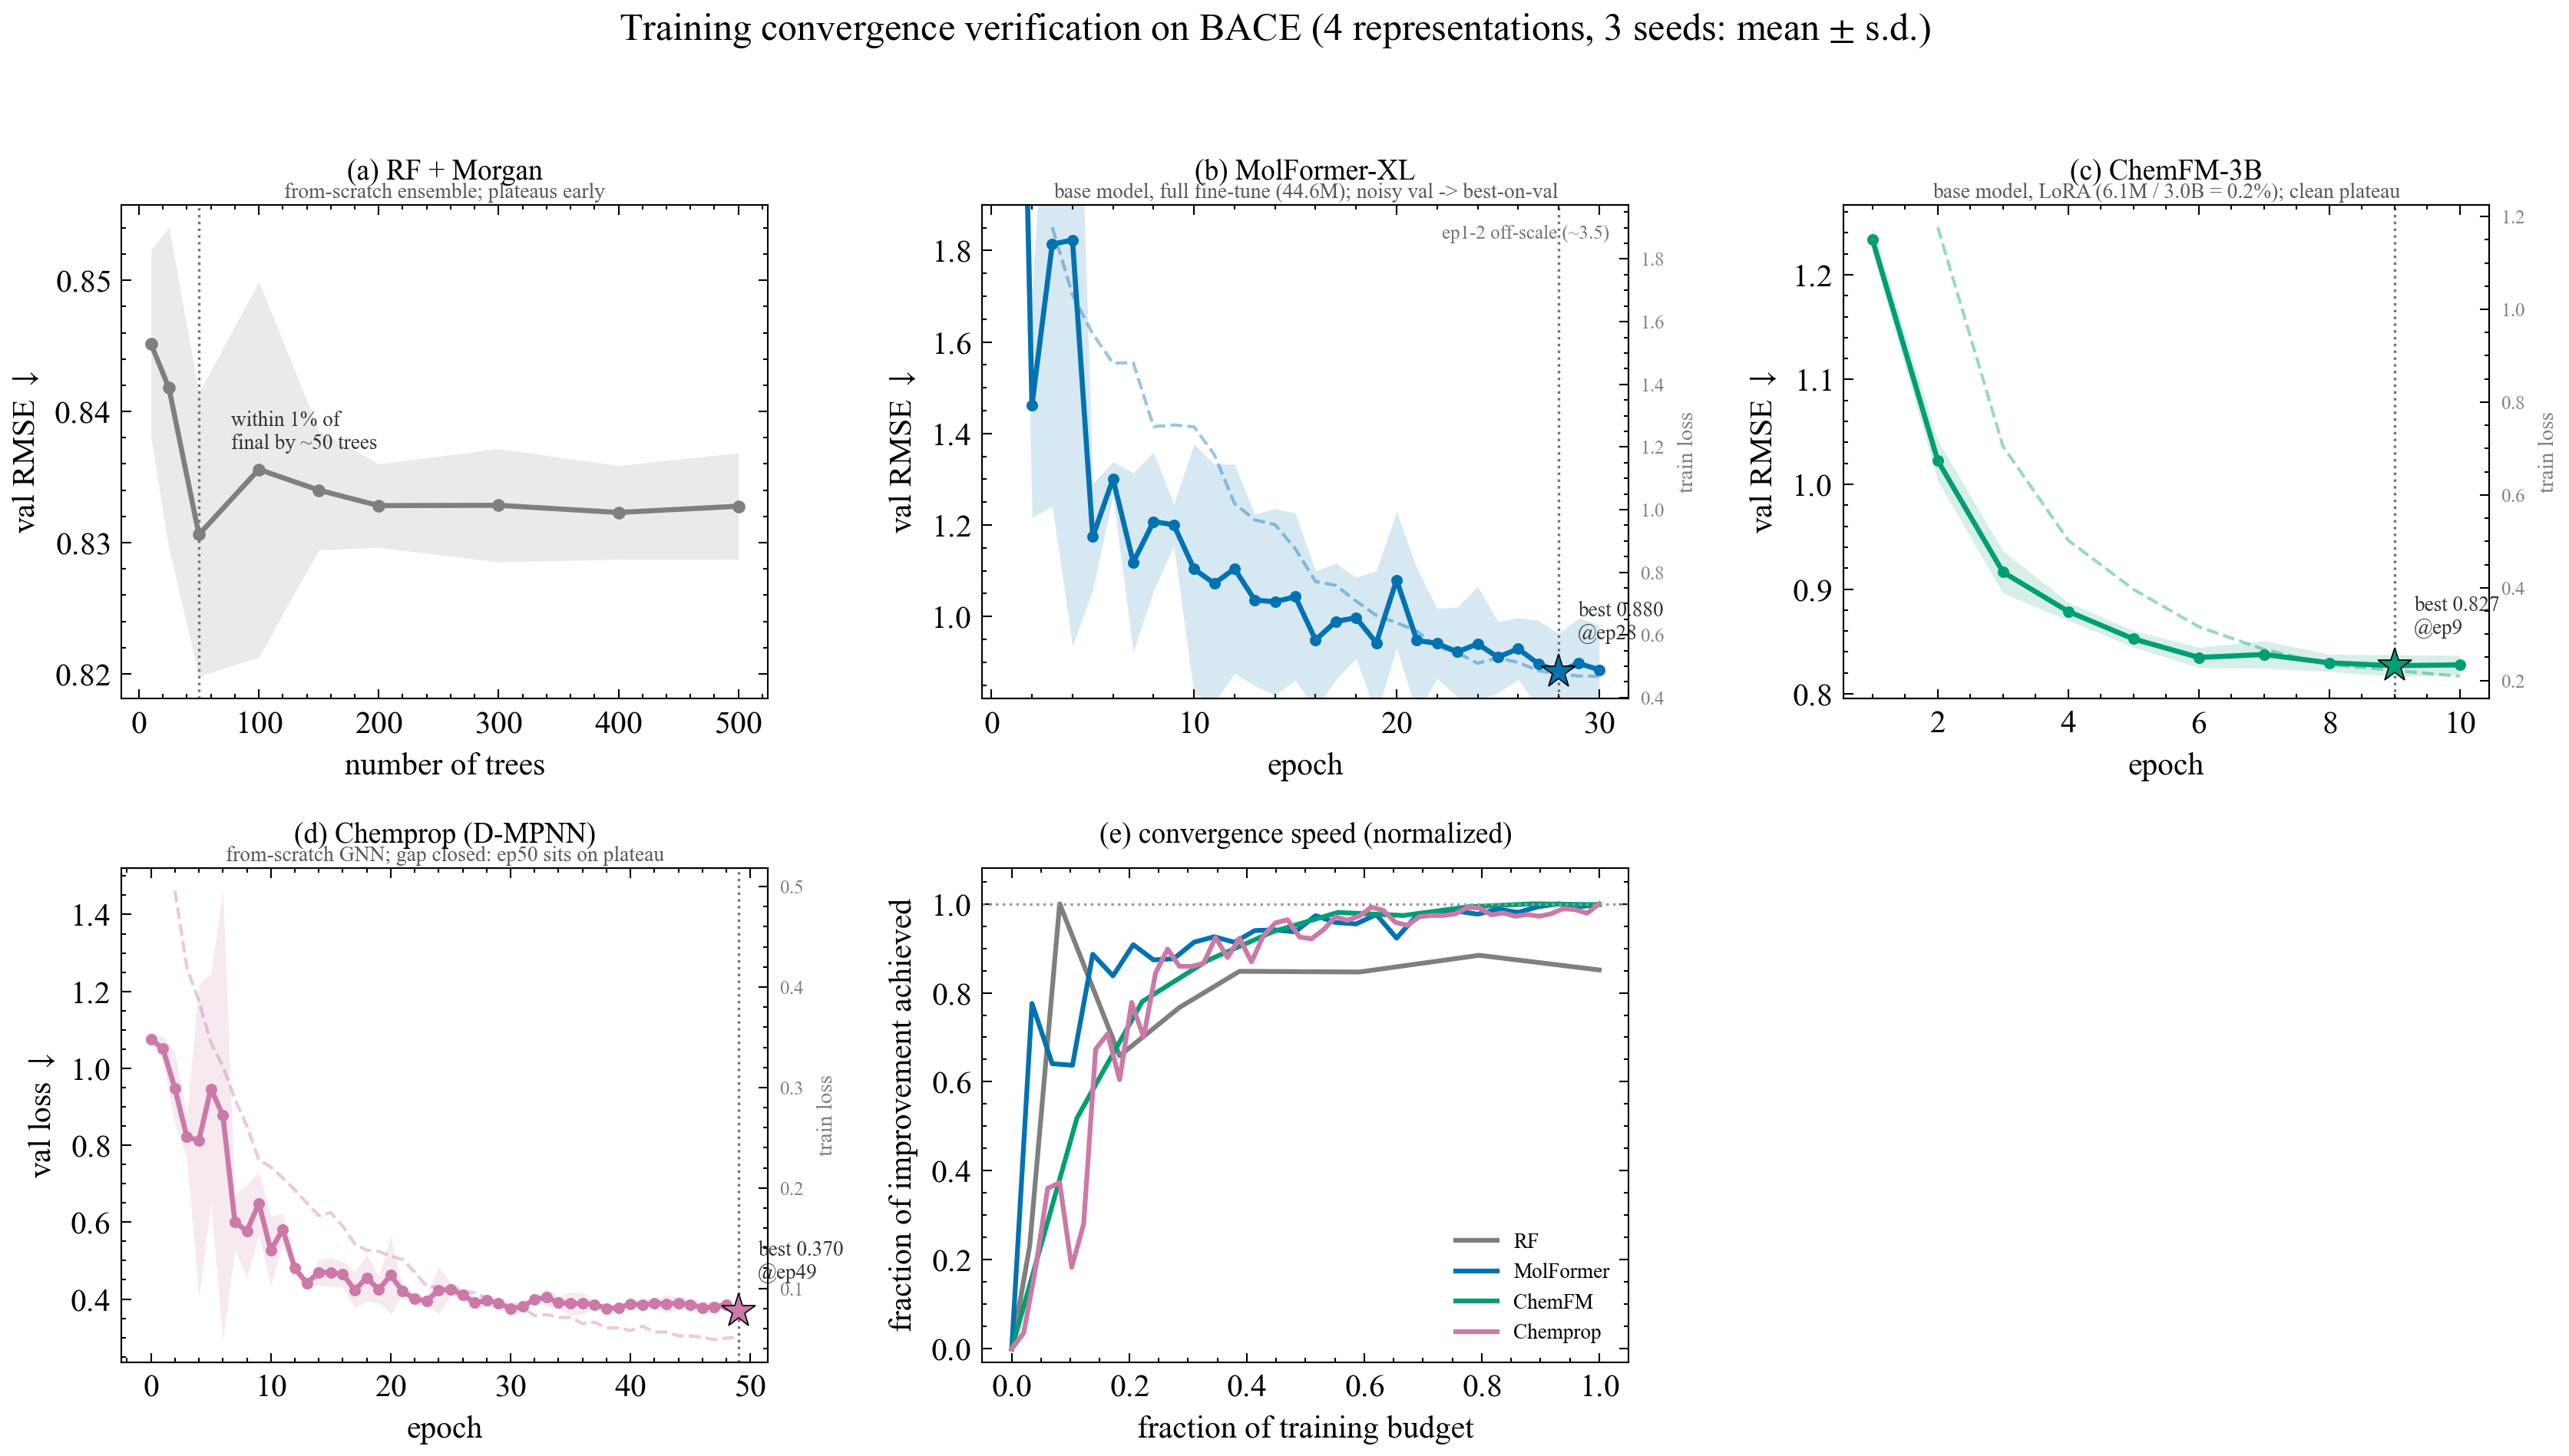 Training convergence verification on BACE (4 representations, 3 seeds: mean ± s.d.)
(a) RF + Morgan
from-scratch ensemble; plateaus early
val RMSE ↓
0.85
0.84
0.83
0.82
within 1% of
final by ~50 trees
0
100
200
300
400
500
number of trees
(b) MolFormer-XL
base model, full fine-tune (44.6M); noisy val -> best-on-val
ep1-2 off-scale (~3.5)
val RMSE ↓
1.8
1.6
1.4
1.2
1.0
best 0.880
@ep28
1.8
1.6
1.4
1.2
1.0
0.8
0.6
0.4
train loss
0
10
20
30
epoch
(c) ChemFM-3B
base model, LoRA (6.1M / 3.0B = 0.2%); clean plateau
val RMSE ↓
1.2
1.1
1.0
0.9
0.8
best 0.827
@ep9
1.2
1.0
0.8
0.6
0.4
0.2
train loss
2
4
6
8
10
epoch
(d) Chemprop (D-MPNN)
from-scratch GNN; gap closed: ep50 sits on plateau
val loss ↓
1.4
1.2
1.0
0.8
0.6
0.4
best 0.370
@ep49
0.5
0.4
0.3
0.2
0.1
train loss
0
10
20
30
40
50
epoch
(e) convergence speed (normalized)
fraction of improvement achieved
1.0
0.8
0.6
0.4
0.2
0.0
RF
MolFormer
ChemFM
Chemprop
0.0
0.2
0.4
0.6
0.8
1.0
fraction of training budget